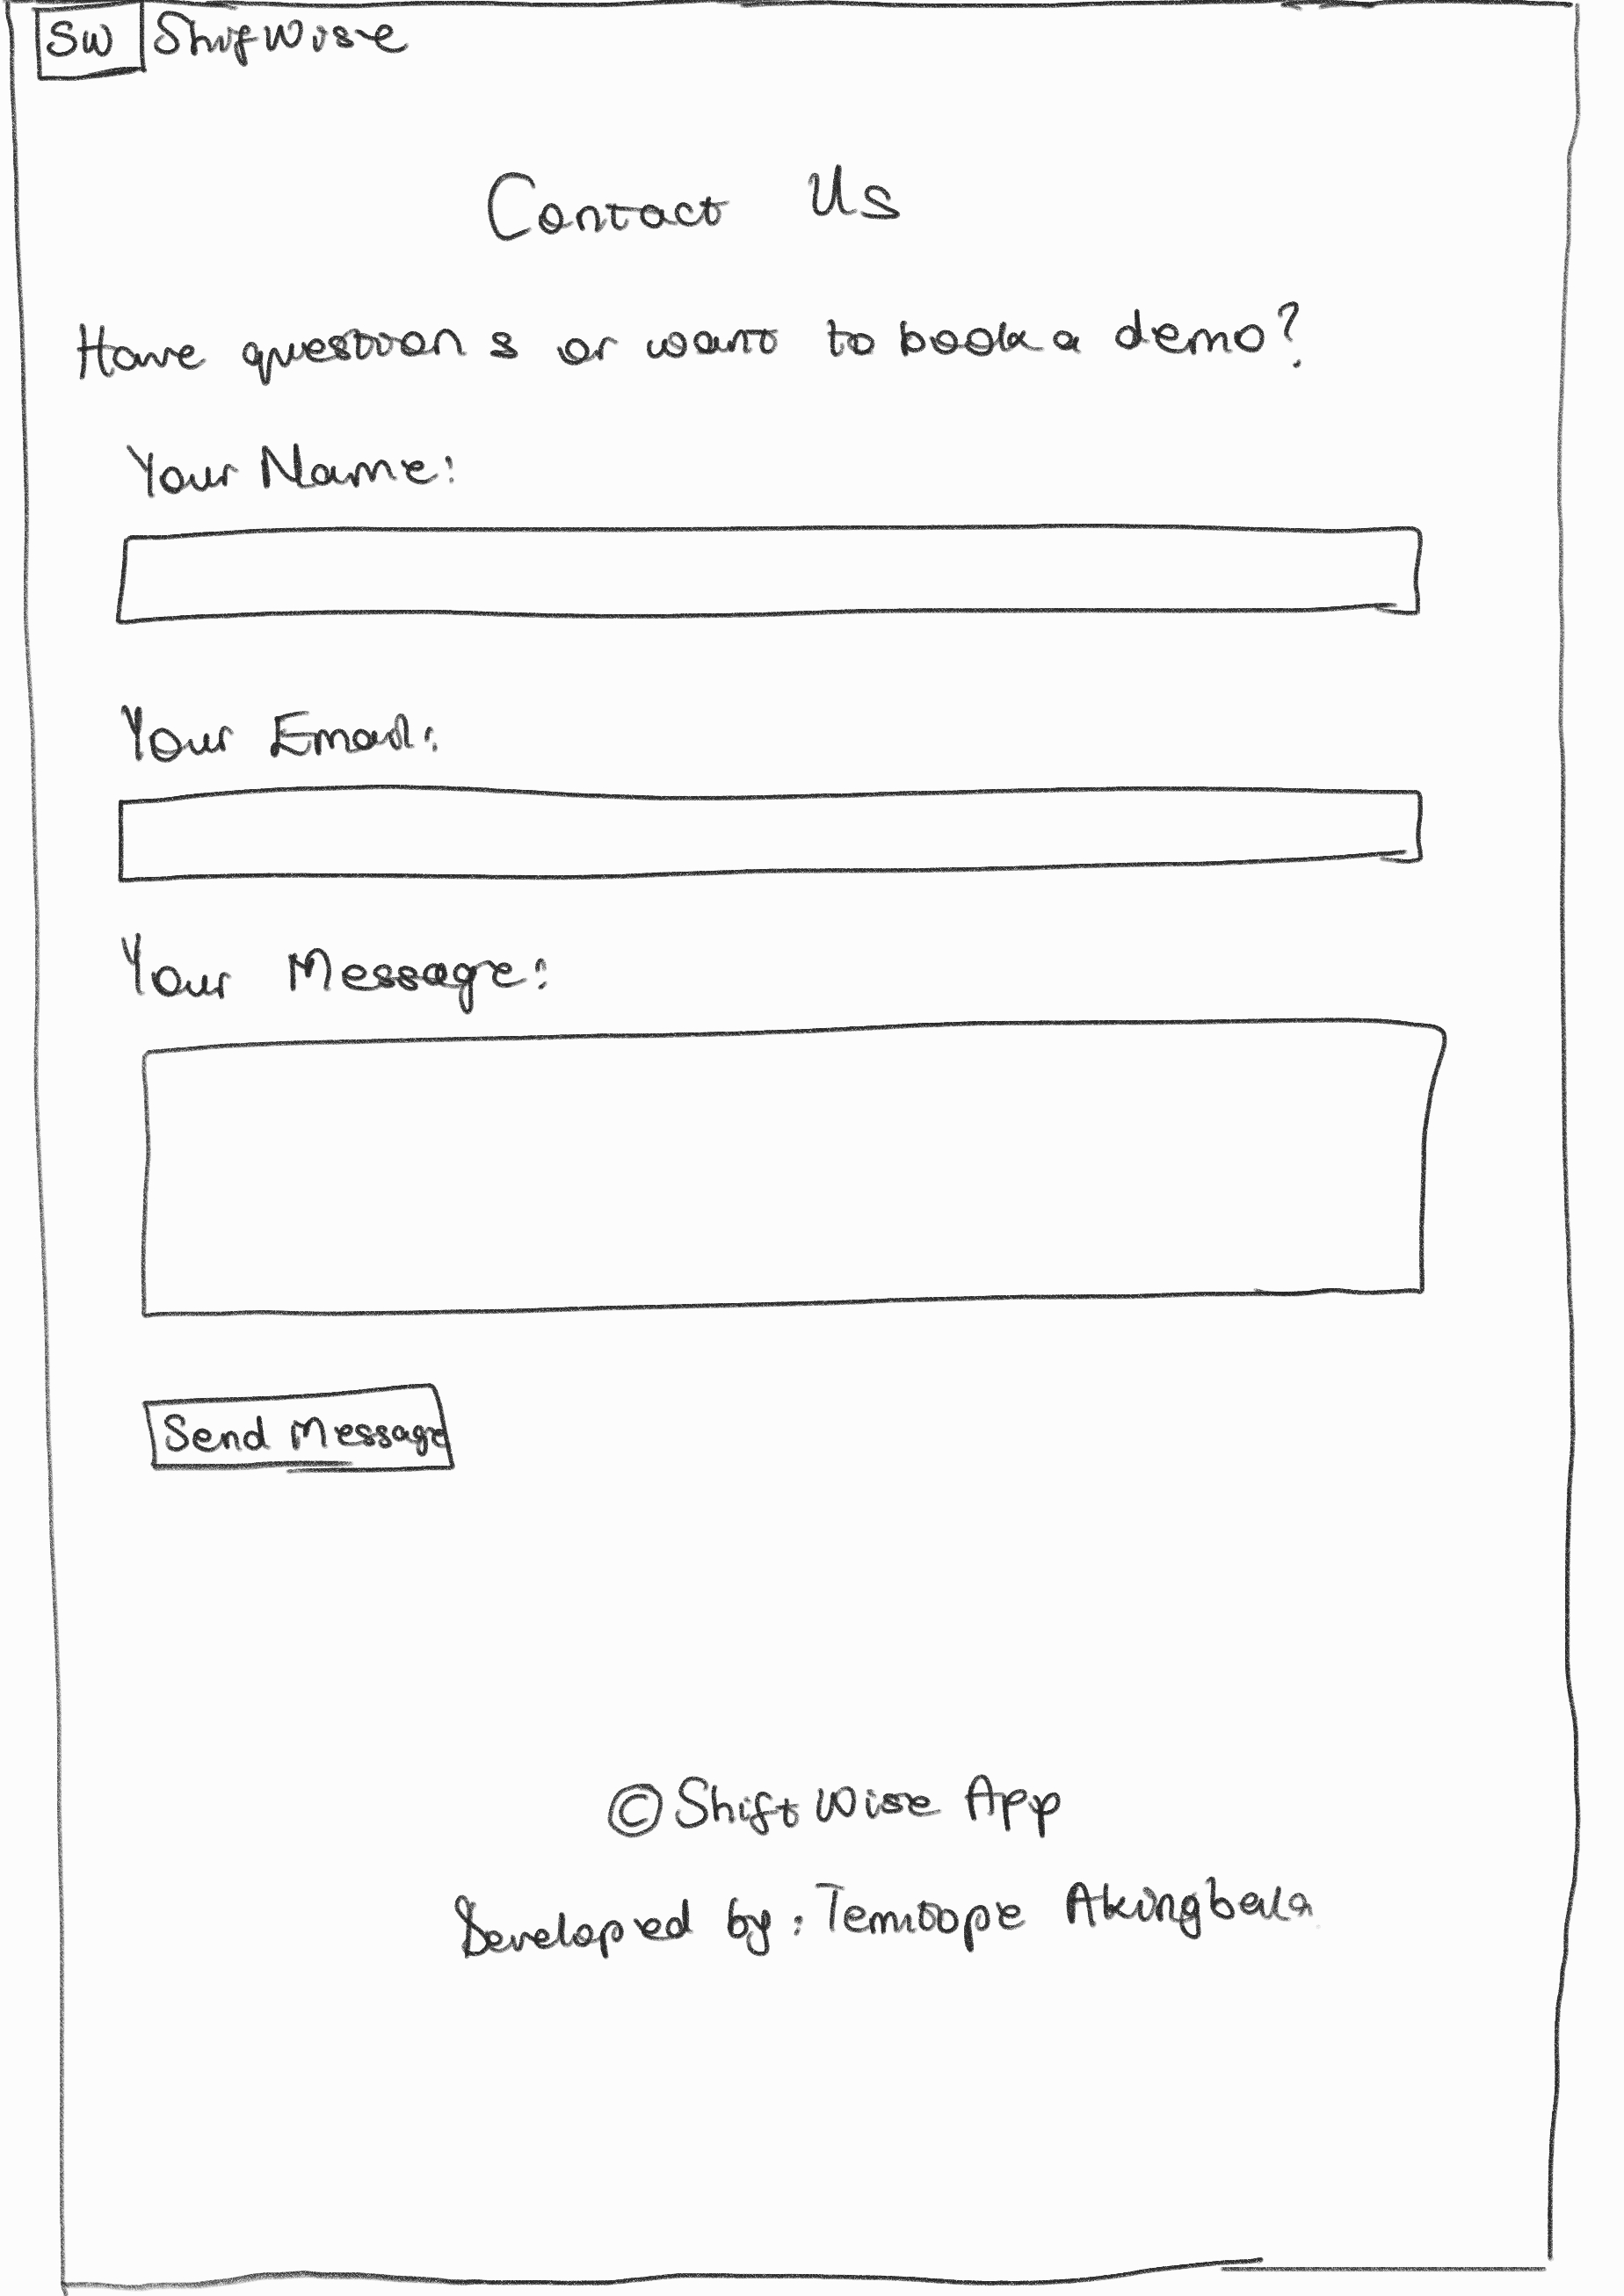 SW ShifWise
Contact Us
Have questions or want to book a demo?
Your Name:
Your Email:
Your Message:
Send Message
© ShiftWise App
Developed by: Temitope Akingbala